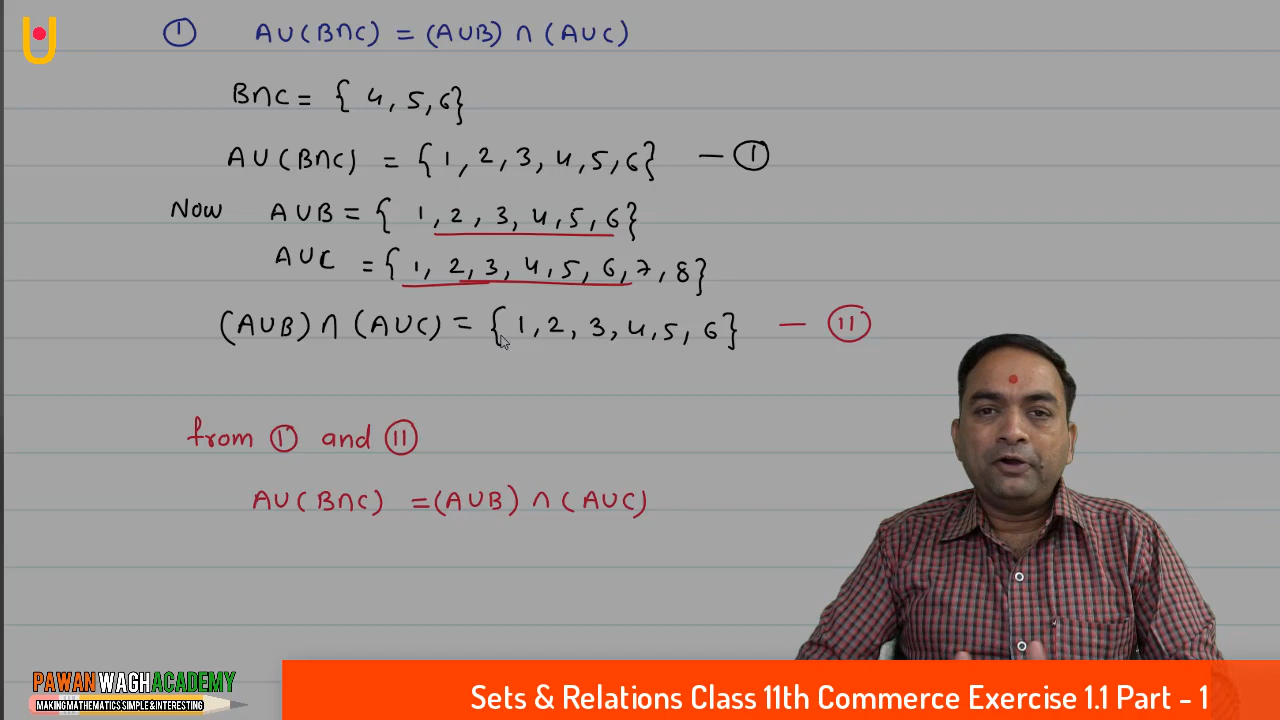 ① A∪(B∩C) = (A∪B) ∩ (A∪C)
B∩C = { 4, 5, 6}
A∪(B∩C) = {1, 2, 3, 4, 5, 6} — ①
Now A∪B = { 1, 2, 3, 4, 5, 6}
A∪C = { 1, 2, 3, 4, 5, 6, 7, 8}
(A∪B) ∩ (A∪C) = { 1, 2, 3, 4, 5, 6} — ⑪
from ① and ⑪
A∪(B∩C) = (A∪B) ∩ (A∪C)
PAWAN WAGH ACADEMY
MAKING MATHEMATICS SIMPLE & INTERESTING
Sets & Relations Class 11th Commerce Exercise 1.1 Part - 1